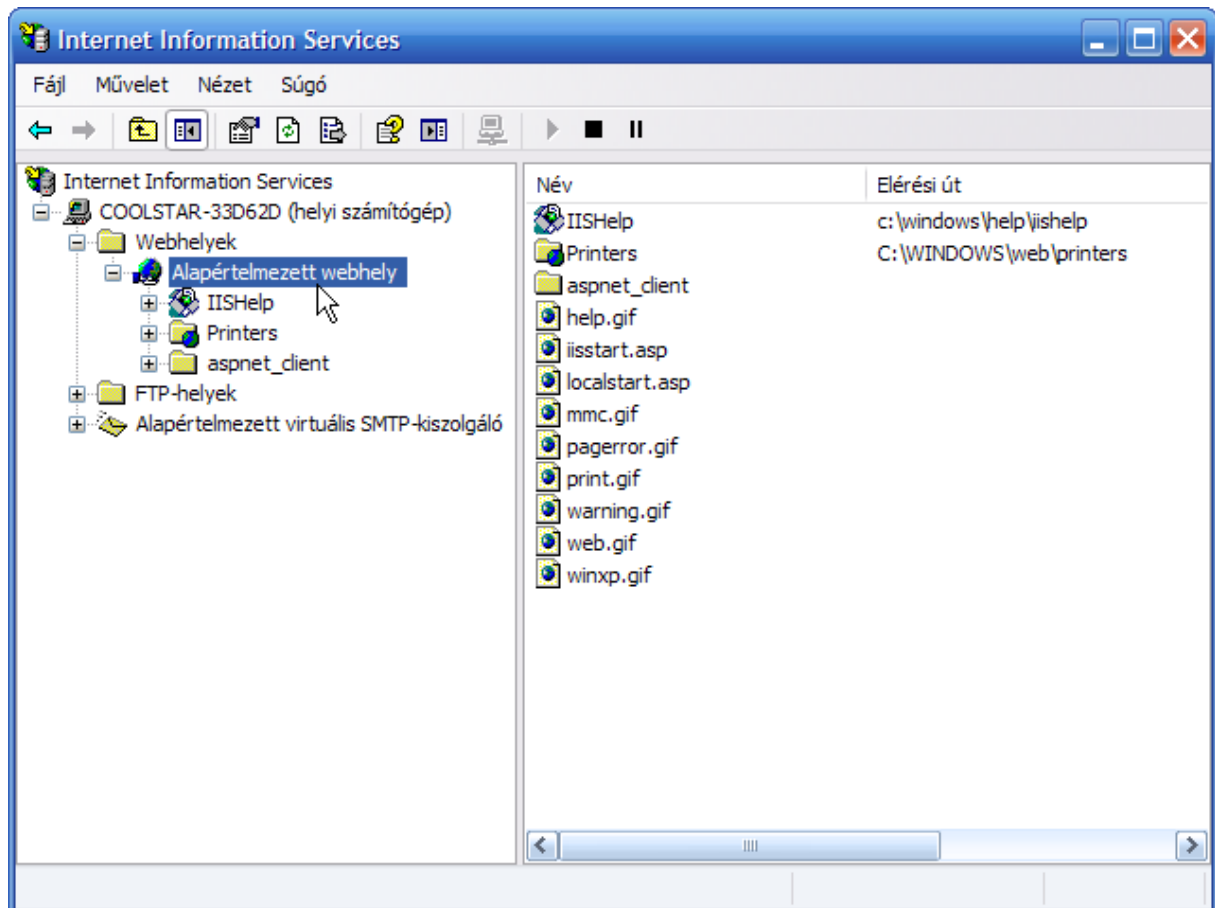 Internet Information Services
Fájl Művelet Nézet Súgó
Internet Information Services
COOLSTAR-33D62D (helyi számítógép)
Webhelyek
Alapértelmezett webhely
IISHelp
Printers
aspnet_client
FTP-helyek
Alapértelmezett virtuális SMTP-kiszolgáló
Név Elérési út
IISHelp c:\windows\help\iishelp
Printers C:\WINDOWS\web\printers
aspnet_client
help.gif
iisstart.asp
localstart.asp
mmc.gif
pagerror.gif
print.gif
warning.gif
web.gif
winxp.gif